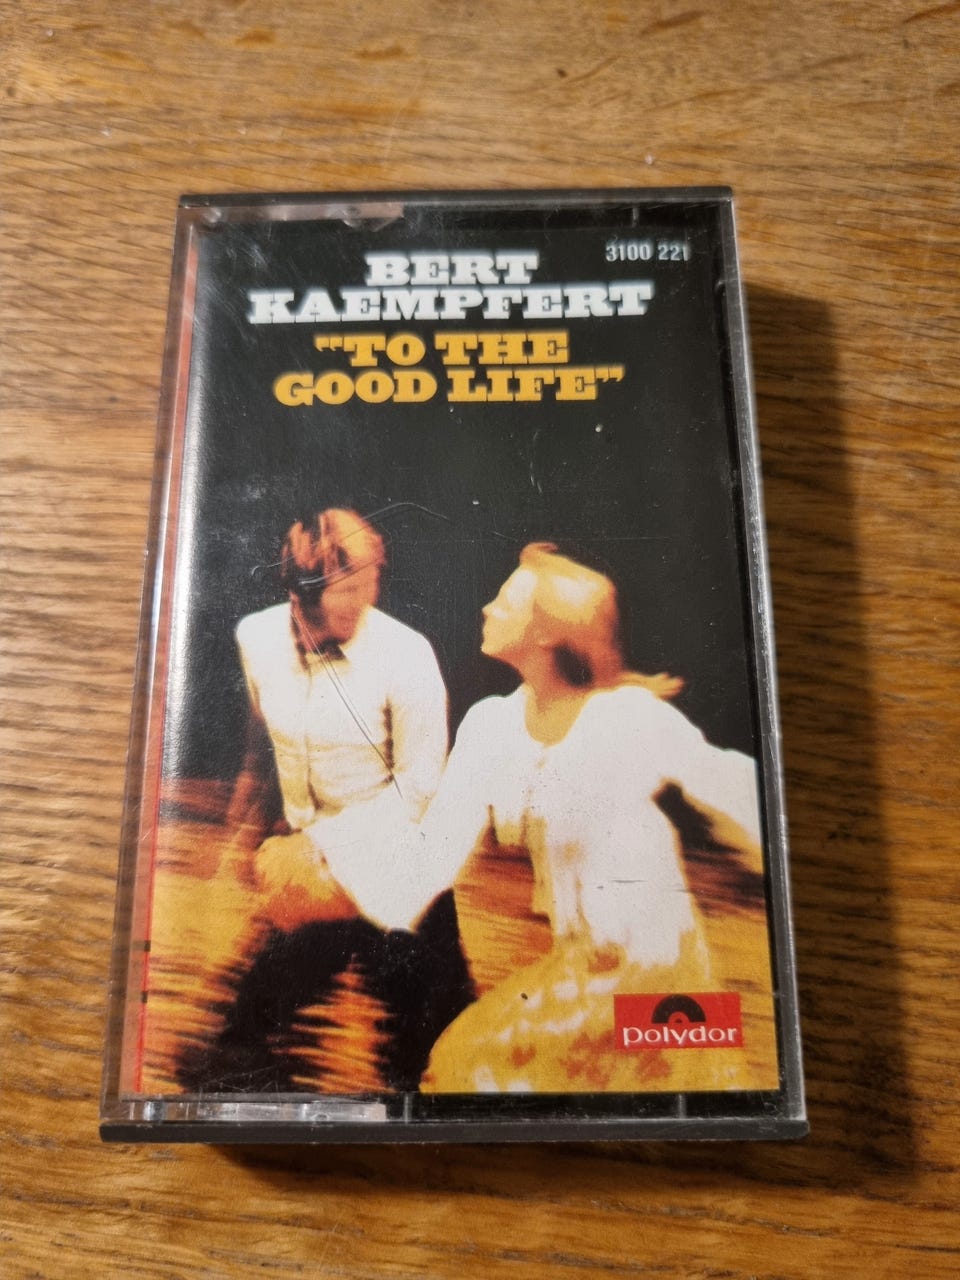 3100 221
BERT
KAEMPFERT
"TO THE
GOOD LIFE"
polydor